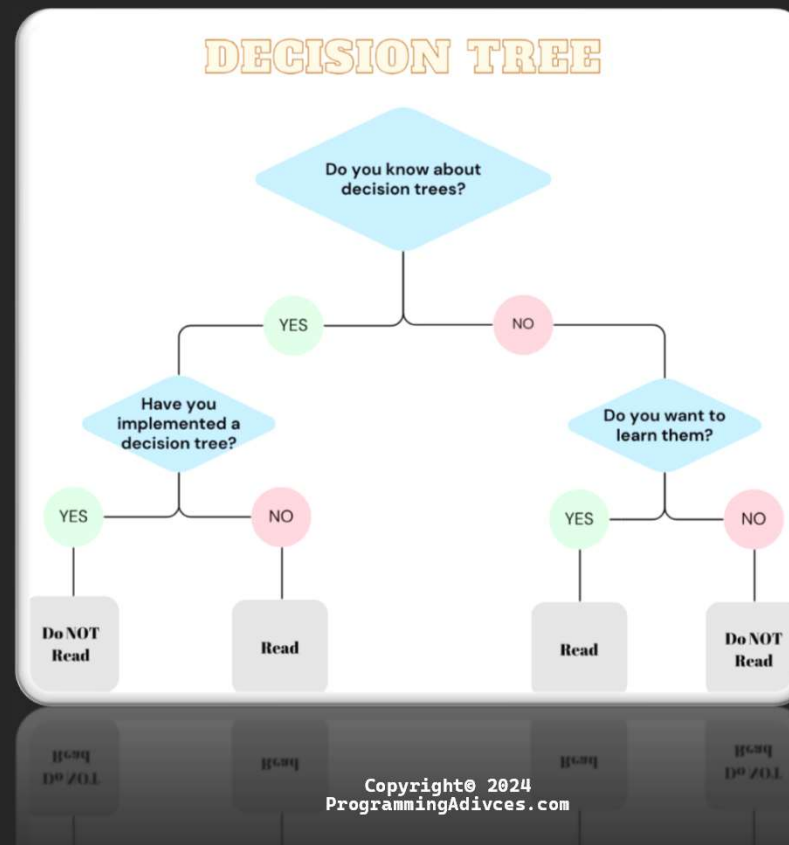 DECISION TREE
Do you know about
decision trees?
YES
NO
Have you
implemented a
decision tree?
Do you want to
learn them?
YES
NO
YES
NO
Do NOT
Read
Read
Read
Do NOT
Read
Copyright© 2024
ProgrammingAdivces.com